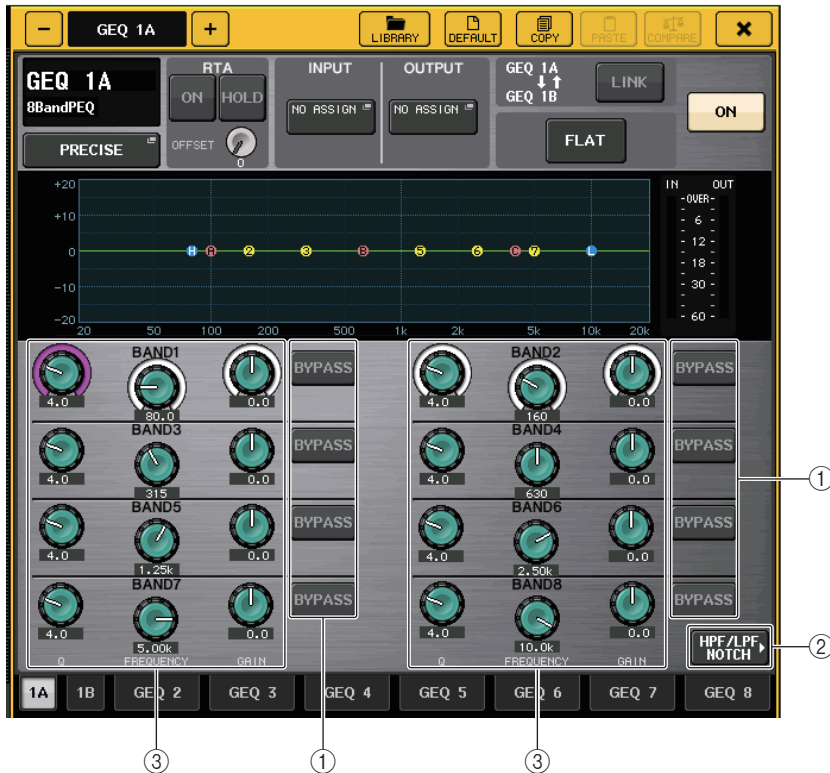 − GEQ 1A + LIBRARY DEFAULT COPY PASTE COMPARE ×
GEQ 1A
8BandPEQ
PRECISE
RTA
ON HOLD
OFFSET
0
INPUT
NO ASSIGN
OUTPUT
NO ASSIGN
GEQ 1A
↓↑
GEQ 1B
LINK
FLAT
ON
+20
+10
0
−10
−20
20 50 100 200 500 1k 2k 5k 10k 20k
H A 2 3 B 5 6 C 7 L
IN OUT
-OVER-
- 6 -
- 12 -
- 18 -
- 30 -
- 60 -
BAND1
4.0 80.0 0.0
BYPASS
BAND2
4.0 160 0.0
BYPASS
BAND3
4.0 315 0.0
BYPASS
BAND4
4.0 630 0.0
BYPASS
①
BAND5
4.0 1.25k 0.0
BYPASS
BAND6
4.0 2.50k 0.0
BYPASS
BAND7
4.0 5.00k 0.0
BYPASS
BAND8
4.0 10.0k 0.0
BYPASS
Q FREQUENCY GAIN
Q FREQUENCY GAIN
HPF/LPF
NOTCH
②
1A 1B GEQ 2 GEQ 3 GEQ 4 GEQ 5 GEQ 6 GEQ 7 GEQ 8
③ ① ③